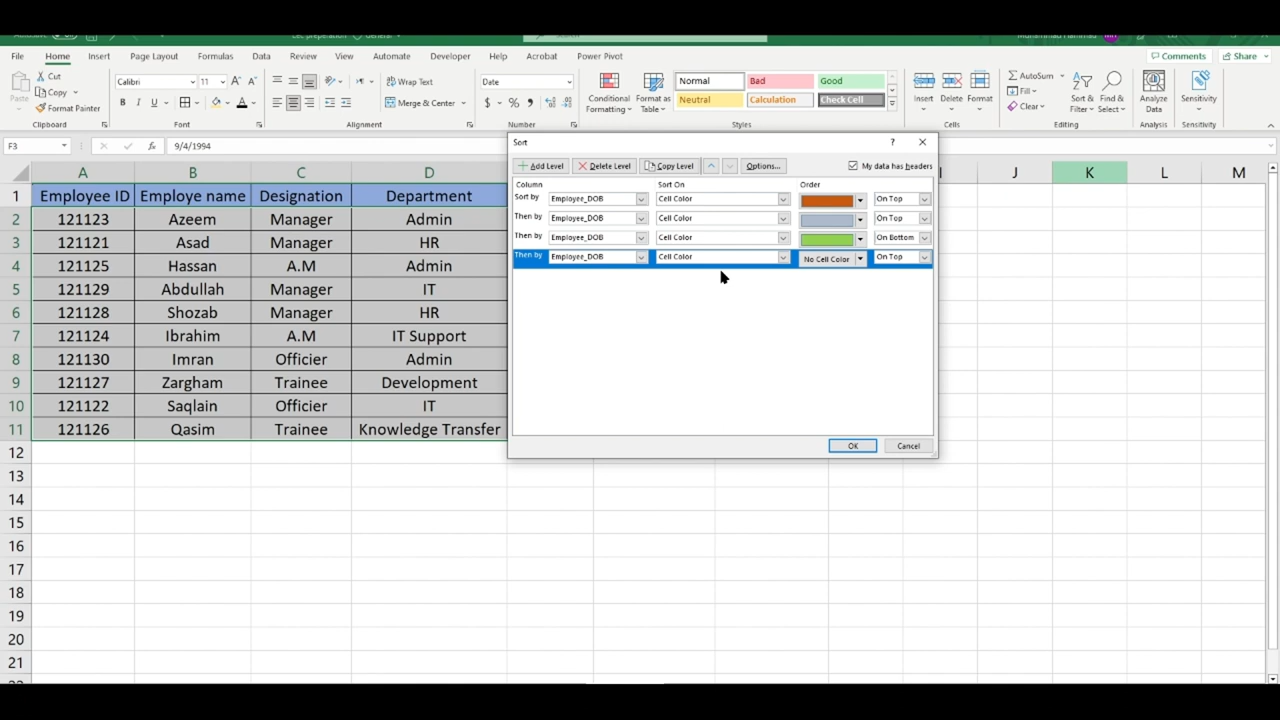 File Home Insert Page Layout Formulas Data Review View Automate Developer Help Acrobat Power Pivot Comments Share
Cut
Copy
Format Painter
Paste
Calibri 11
B I U
Wrap Text
Merge & Center
Date
$ % ,
Conditional Formatting
Format as Table
Normal Bad Good
Neutral Calculation Check Cell
Insert Delete Format
AutoSum
Fill
Clear
Sort & Filter
Find & Select
Analyze Data
Sensitivity
Clipboard Font Alignment Number Styles Cells Editing Analysis Sensitivity
F3 fx 9/4/1994
Sort ?
Add Level Delete Level Copy Level Options... My data has headers
Column Sort On Order
Sort by Employee_DOB Cell Color On Top
Then by Employee_DOB Cell Color On Top
Then by Employee_DOB Cell Color On Bottom
Then by Employee_DOB Cell Color No Cell Color On Top
OK Cancel
A B C D I J K L M
1 Employee ID Employe name Designation Department
2 121123 Azeem Manager Admin
3 121121 Asad Manager HR
4 121125 Hassan A.M Admin
5 121129 Abdullah Manager IT
6 121128 Shozab Manager HR
7 121124 Ibrahim A.M IT Support
8 121130 Imran Officier Admin
9 121127 Zargham Trainee Development
10 121122 Saqlain Officier IT
11 121126 Qasim Trainee Knowledge Transfer
12
13
14
15
16
17
18
19
20
21